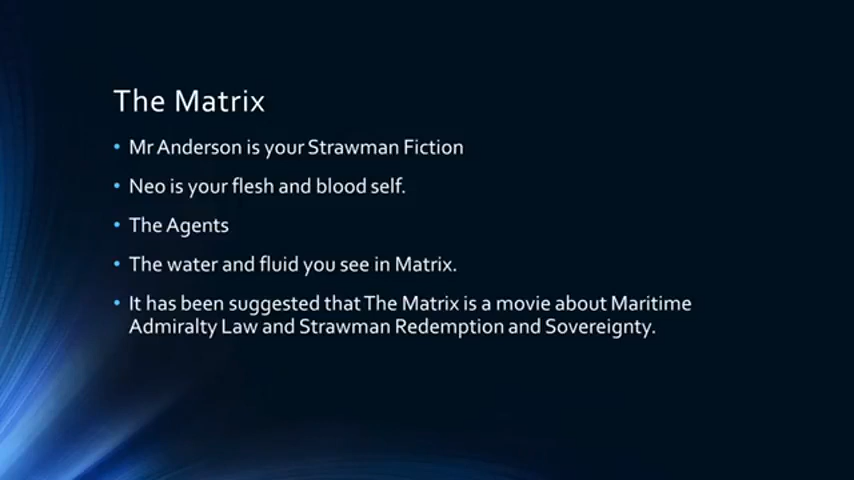 The Matrix
• Mr Anderson is your Strawman Fiction
• Neo is your flesh and blood self.
• The Agents
• The water and fluid you see in Matrix.
• It has been suggested that The Matrix is a movie about Maritime
Admiralty Law and Strawman Redemption and Sovereignty.